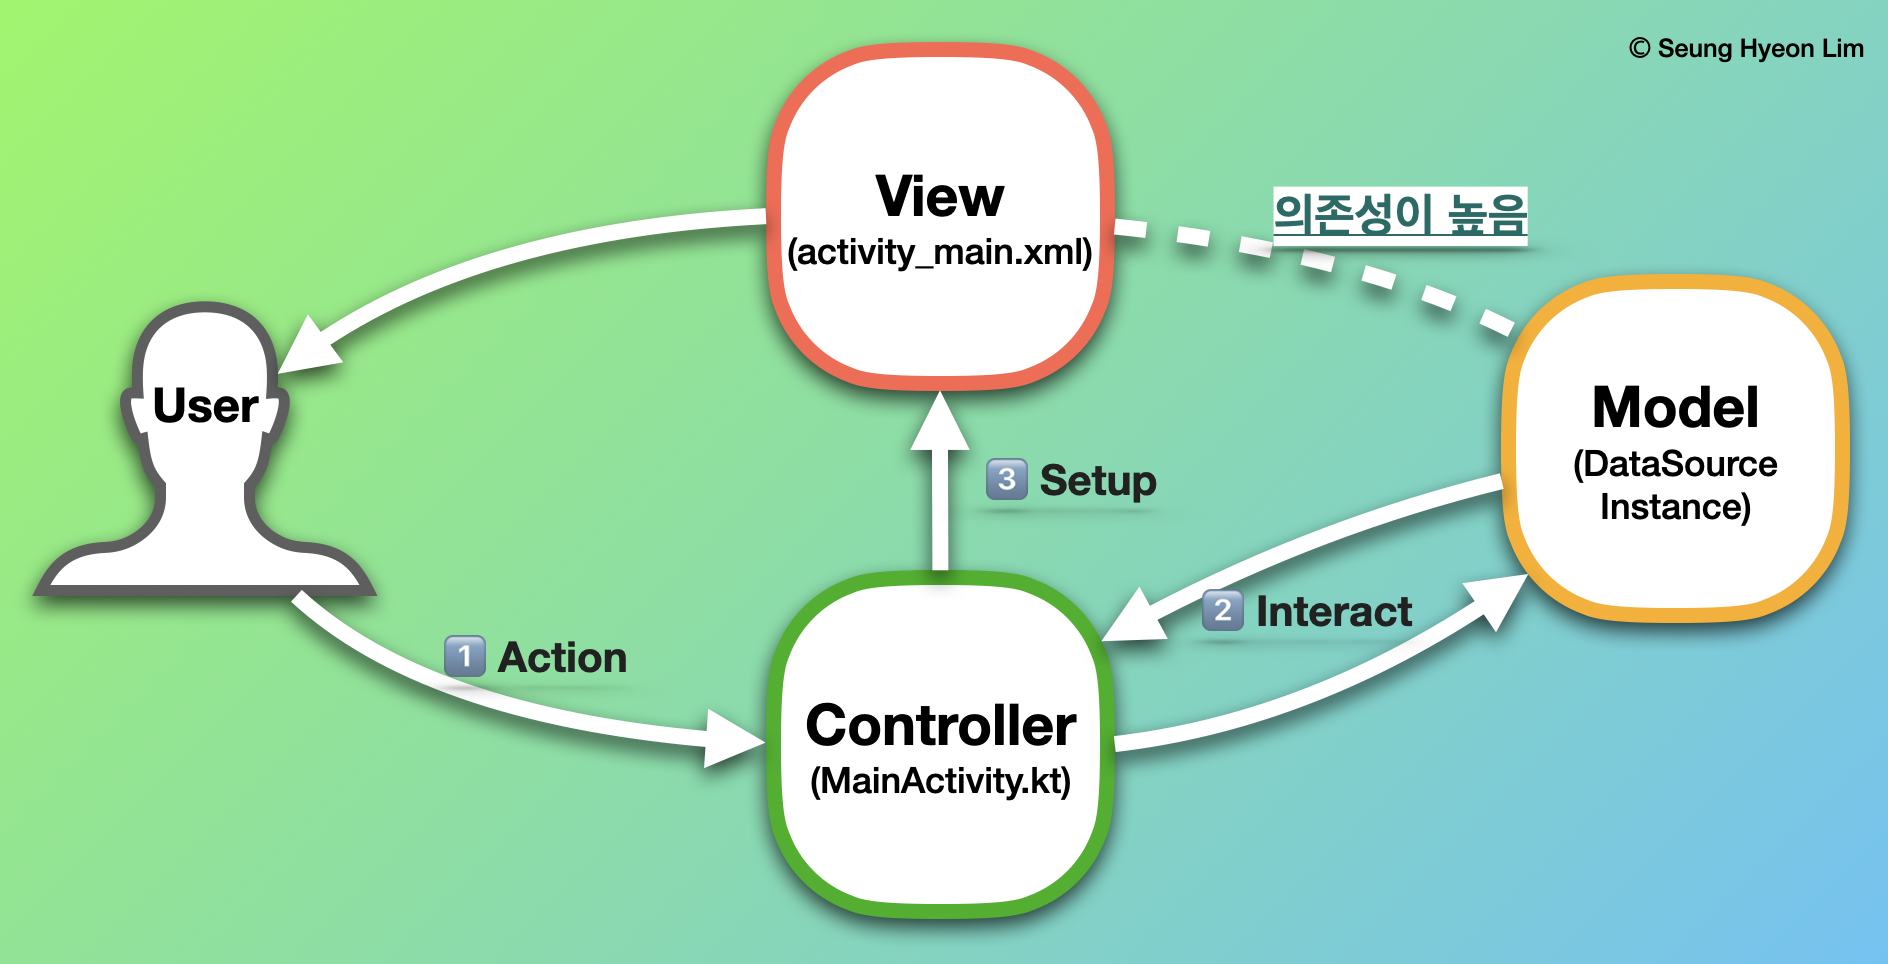 © Seung Hyeon Lim
View
(activity_main.xml)
의존성이 높음
User
Model
(DataSource
Instance)
3 Setup
2 Interact
1 Action
Controller
(MainActivity.kt)